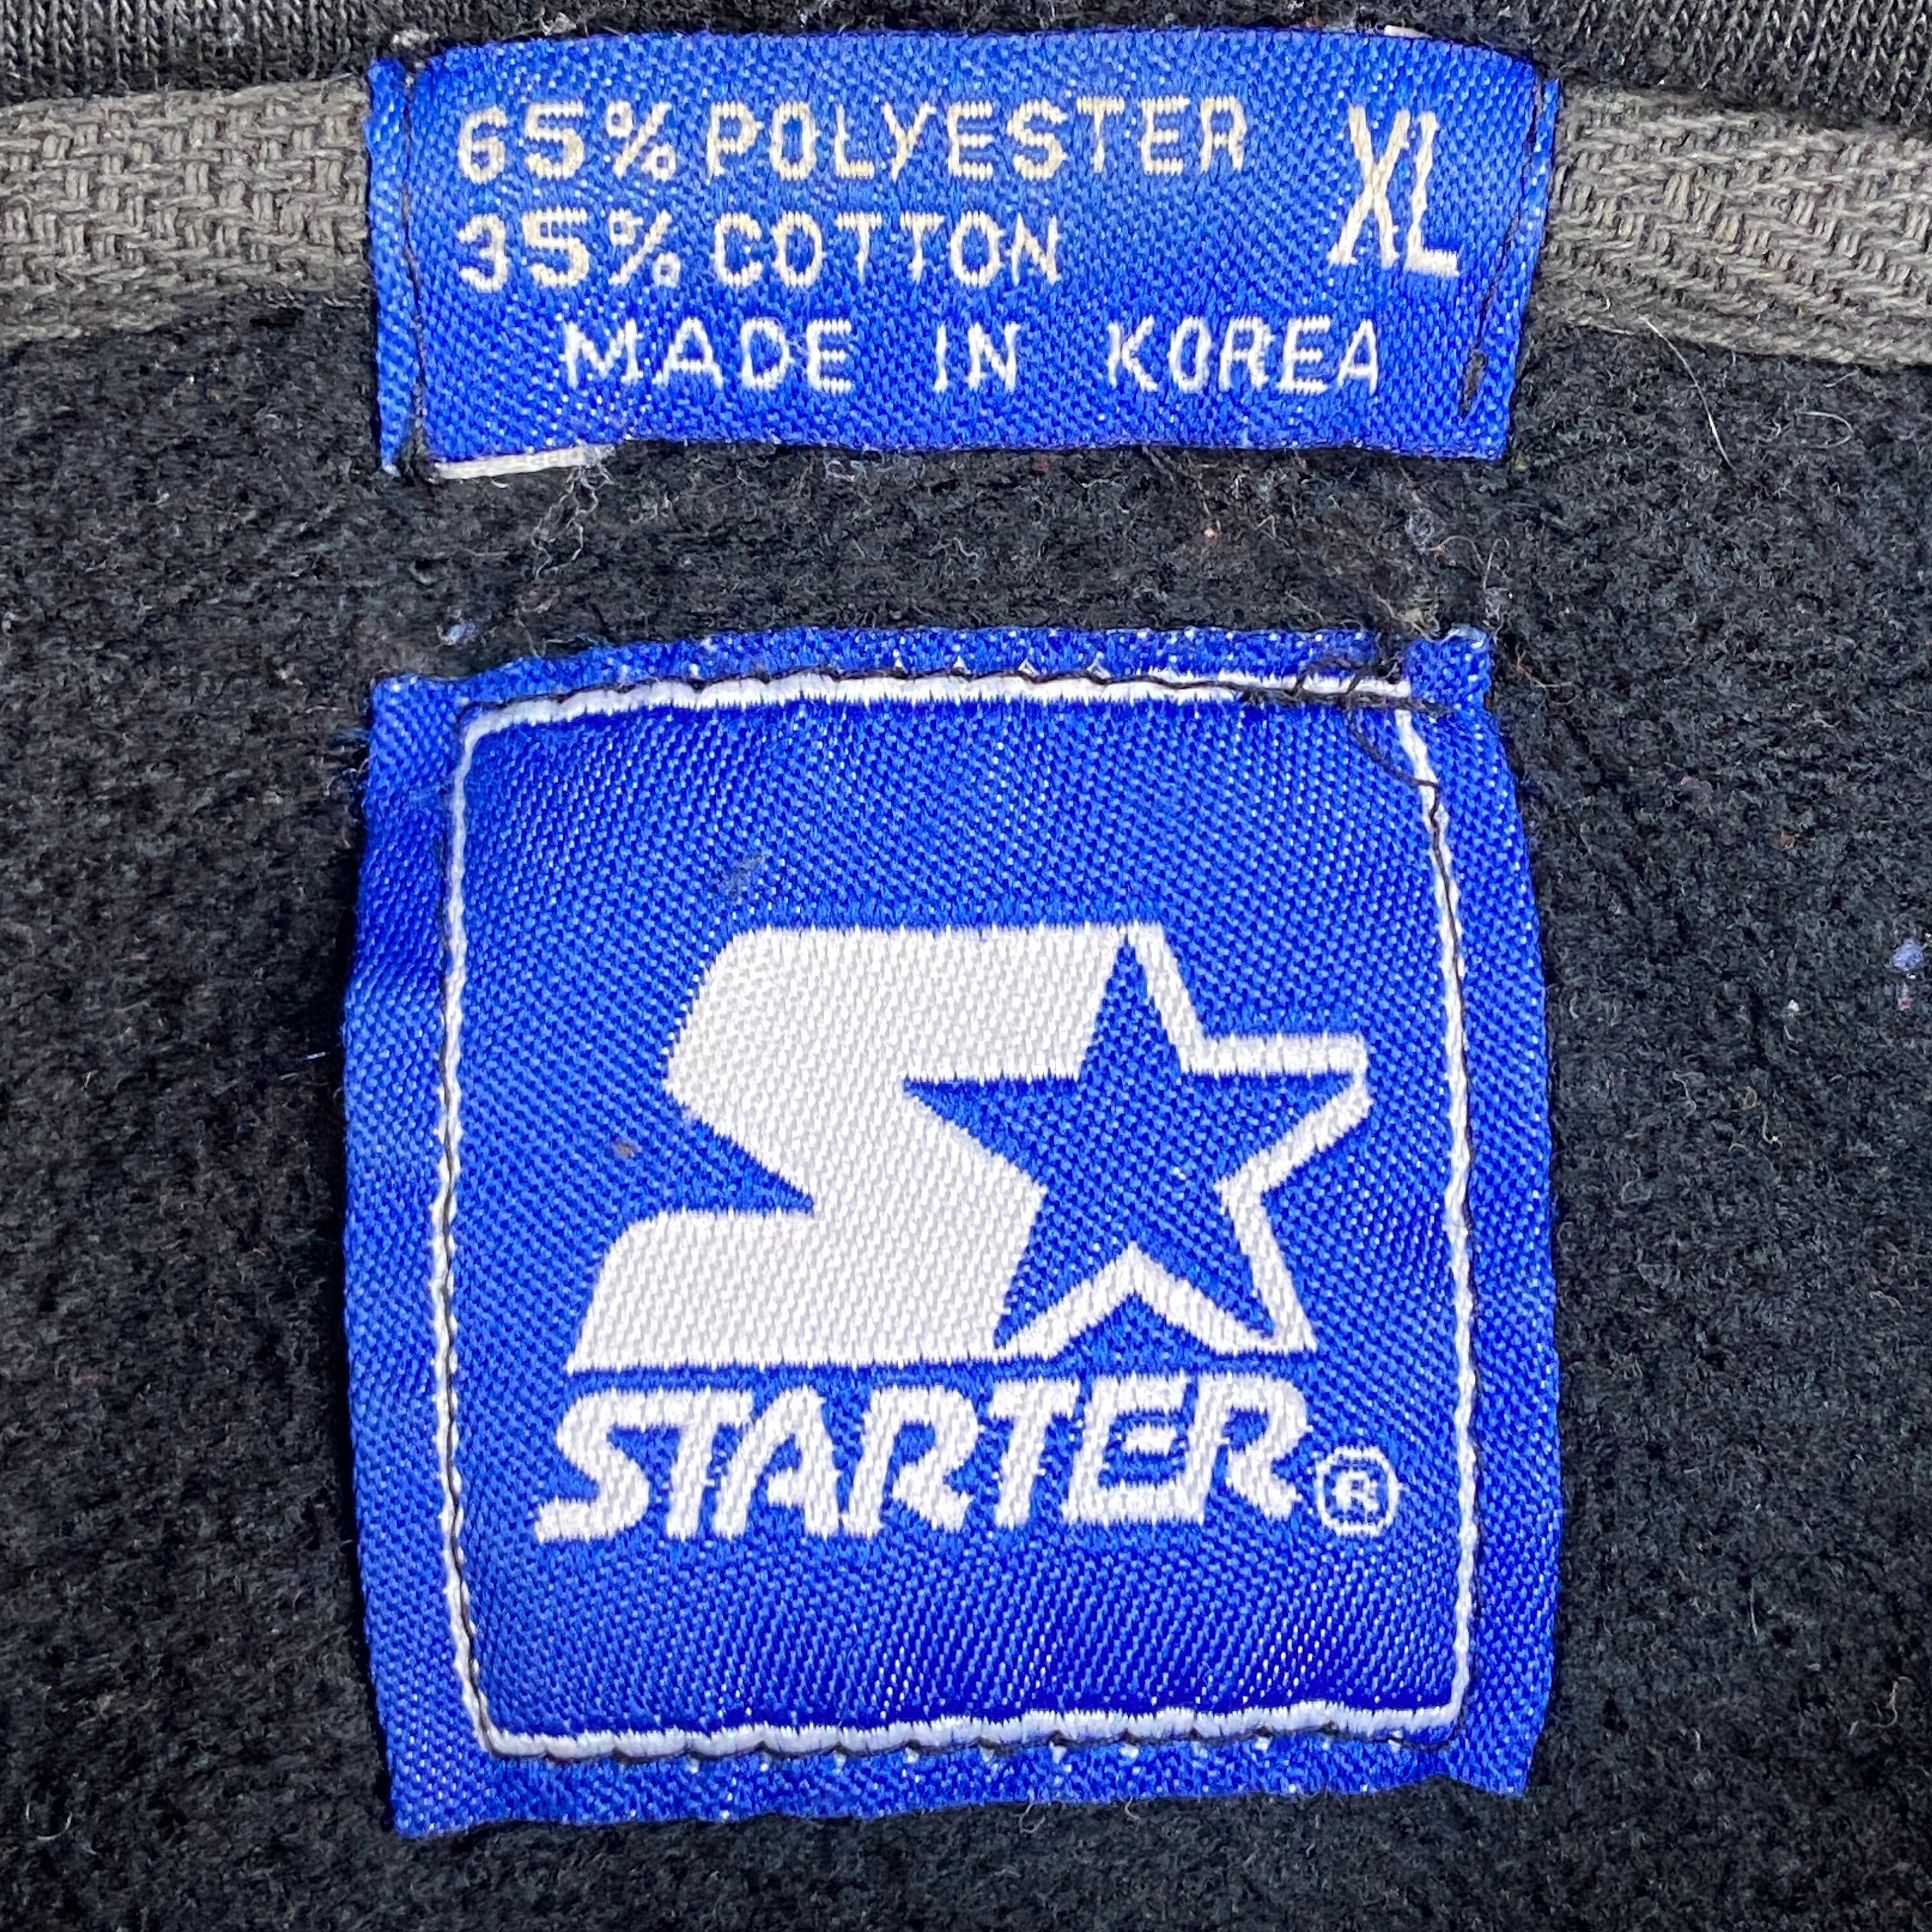 65% POLYESTER XL
35% COTTON
MADE IN KOREA
STARTER®